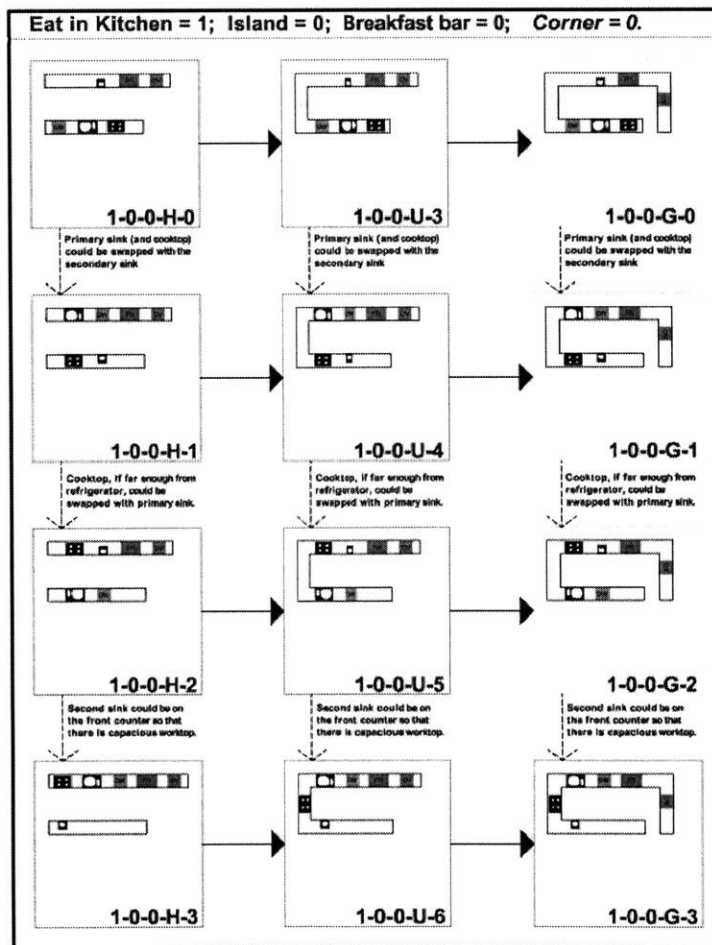 Eat in Kitchen = 1; Island = 0; Breakfast bar = 0; Corner = 0.
1-0-0-H-0
1-0-0-U-3
1-0-0-G-0
Primary sink (and cooktop)
could be swapped with the
secondary sink
Primary sink (and cooktop)
could be swapped with the
secondary sink
Primary sink (and cooktop)
could be swapped with the
secondary sink
1-0-0-H-1
1-0-0-U-4
1-0-0-G-1
Cooktop, if far enough from
refrigerator, could be
swapped with primary sink.
Cooktop, if far enough from
refrigerator, could be
swapped with primary sink.
Cooktop, if far enough from
refrigerator, could be
swapped with primary sink.
1-0-0-H-2
1-0-0-U-5
1-0-0-G-2
Second sink could be on
the front counter so that
there is capacious worktop.
Second sink could be on
the front counter so that
there is capacious worktop.
Second sink could be on
the front counter so that
there is capacious worktop.
1-0-0-H-3
1-0-0-U-6
1-0-0-G-3